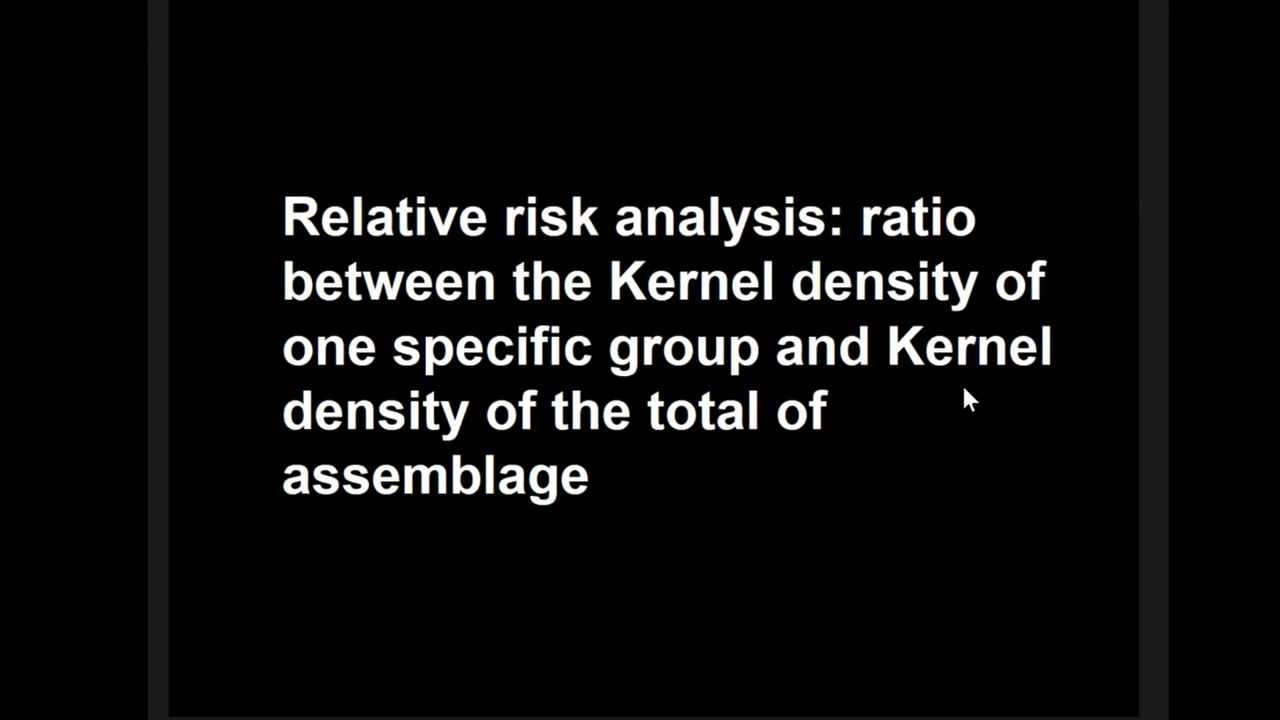 Relative risk analysis: ratio
between the Kernel density of
one specific group and Kernel
density of the total of
assemblage